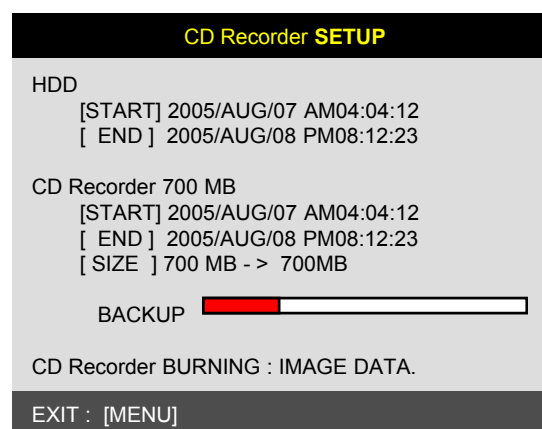 CD Recorder SETUP
HDD
[START] 2005/AUG/07 AM04:04:12
[ END ] 2005/AUG/08 PM08:12:23
CD Recorder 700 MB
[START] 2005/AUG/07 AM04:04:12
[ END ] 2005/AUG/08 PM08:12:23
[ SIZE ] 700 MB - > 700MB
BACKUP
CD Recorder BURNING : IMAGE DATA.
EXIT : [MENU]